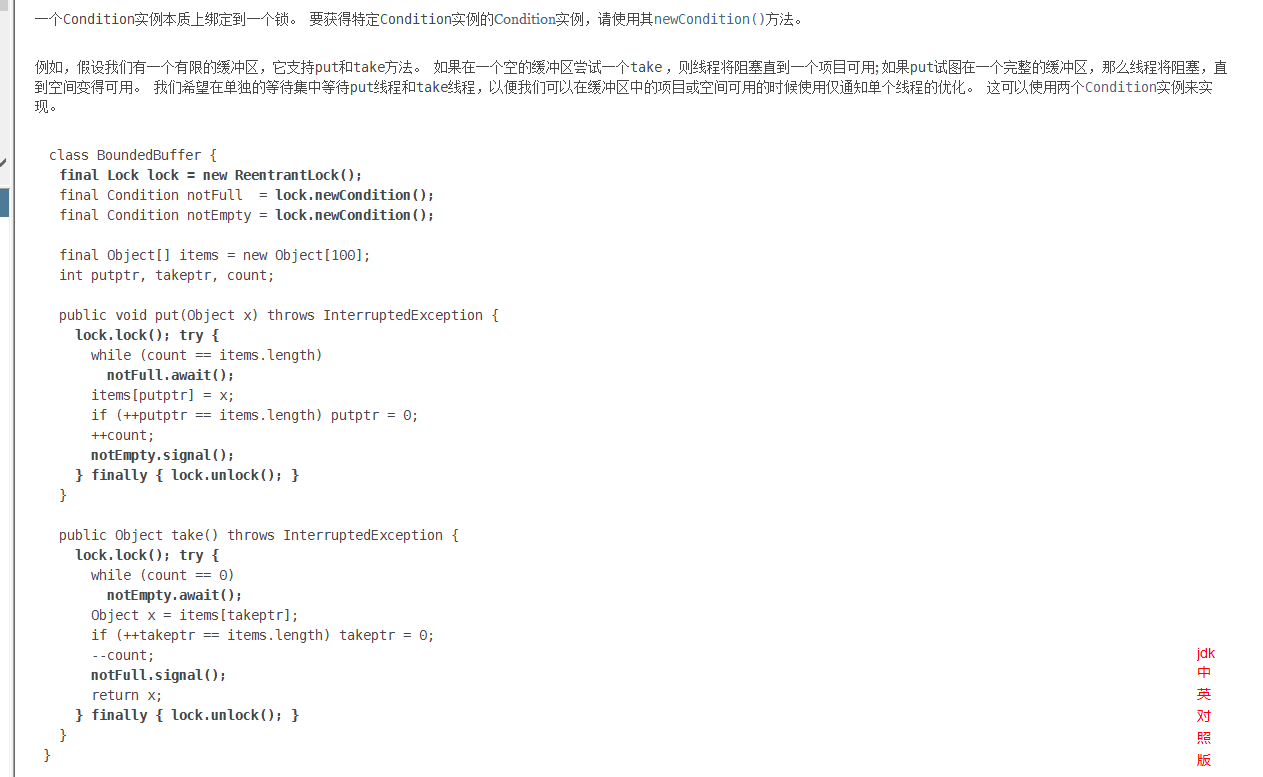 一个Condition实例本质上绑定到一个锁。 要获得特定Condition实例的Condition实例，请使用其newCondition()方法。
例如，假设我们有一个有限的缓冲区，它支持put和take方法。 如果在一个空的缓冲区尝试一个take ，则线程将阻塞直到一个项目可用; 如果put试图在一个完整的缓冲区，那么线程将阻塞，直
到空间变得可用。 我们希望在单独的等待集中等待put线程和take线程，以便我们可以在缓冲区中的项目或空间可用的时候使用仅通知单个线程的优化。 这可以使用两个Condition实例来实
现。
class BoundedBuffer {
final Lock lock = new ReentrantLock();
final Condition notFull  = lock.newCondition();
final Condition notEmpty = lock.newCondition();
final Object[] items = new Object[100];
int putptr, takeptr, count;
public void put(Object x) throws InterruptedException {
lock.lock(); try {
while (count == items.length)
notFull.await();
items[putptr] = x;
if (++putptr == items.length) putptr = 0;
++count;
notEmpty.signal();
} finally { lock.unlock(); }
}
public Object take() throws InterruptedException {
lock.lock(); try {
while (count == 0)
notEmpty.await();
Object x = items[takeptr];
if (++takeptr == items.length) takeptr = 0;
--count;
notFull.signal();
return x;
} finally { lock.unlock(); }
}
}
jdk
中
英
对
照
版